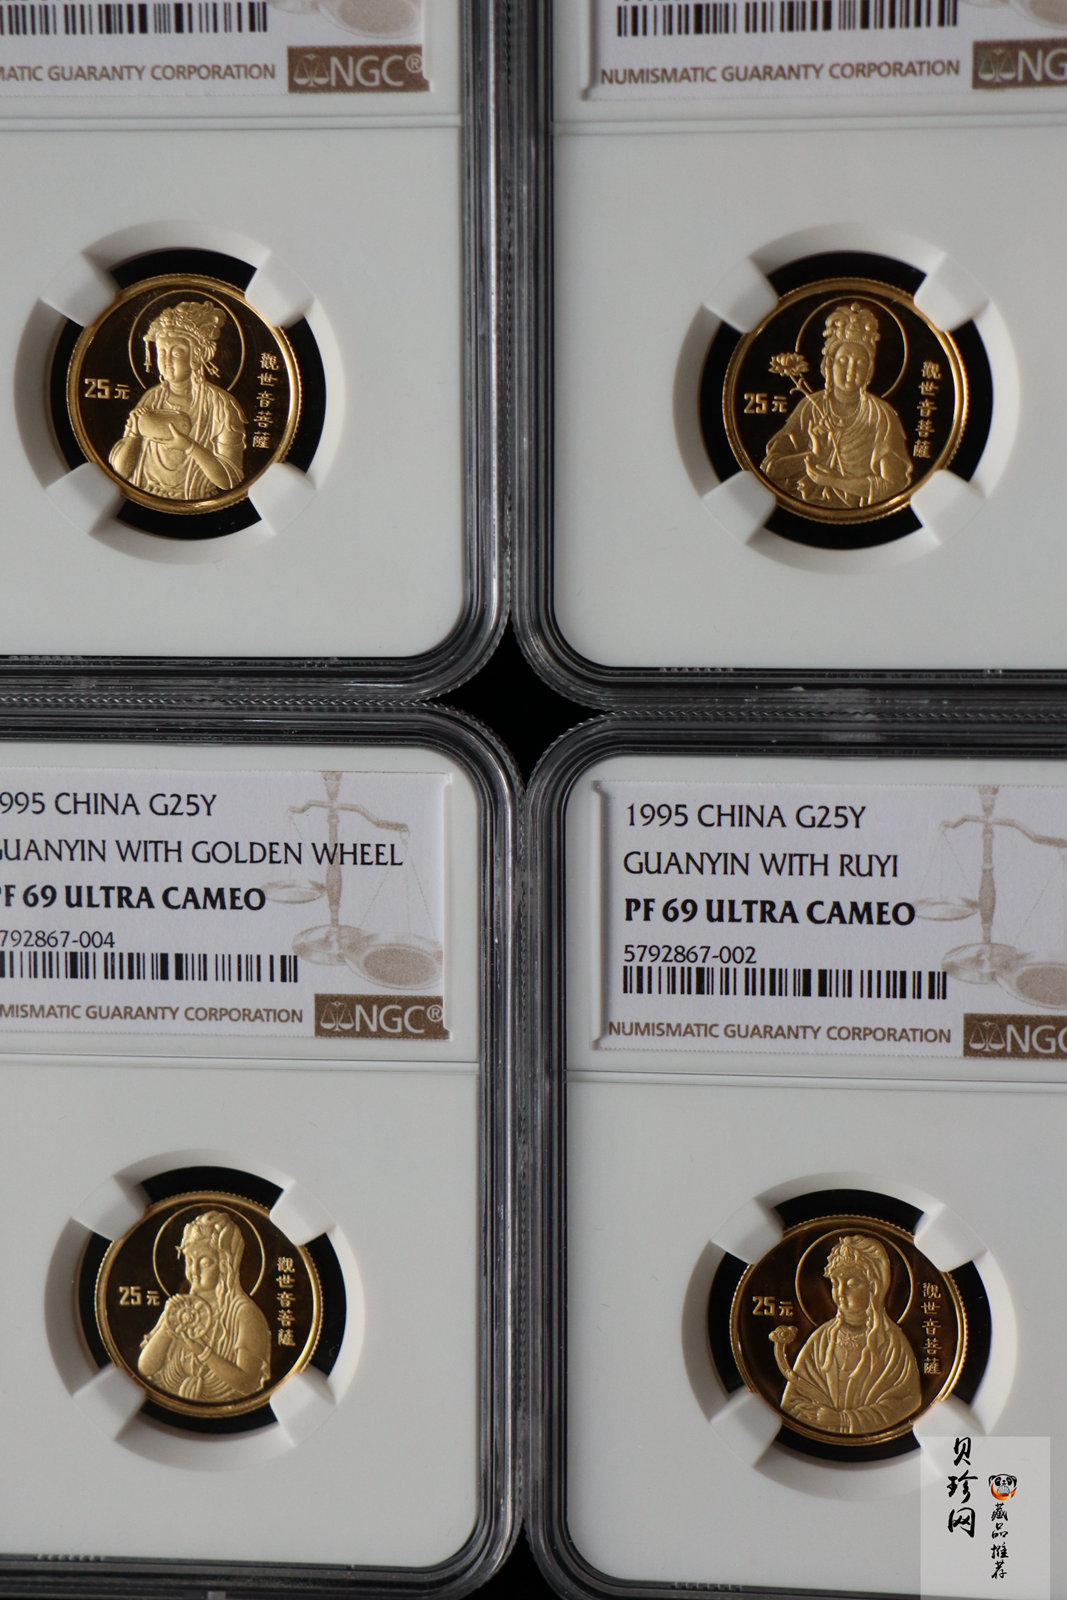 MATIC GUARANTY CORPORATION
NGC®
NUMISMATIC GUARANTY CORPORATION
NG
25元
觀世音菩薩
25元
觀世音菩薩
995 CHINA G25Y
GUANYIN WITH GOLDEN WHEEL
PF 69 ULTRA CAMEO
792867-004
MISMATIC GUARANTY CORPORATION
NGC®
1995 CHINA G25Y
GUANYIN WITH RUYI
PF 69 ULTRA CAMEO
5792867-002
NUMISMATIC GUARANTY CORPORATION
NGC
25元
觀世音菩薩
25元
觀世音菩薩
贝珍网
藏品推荐